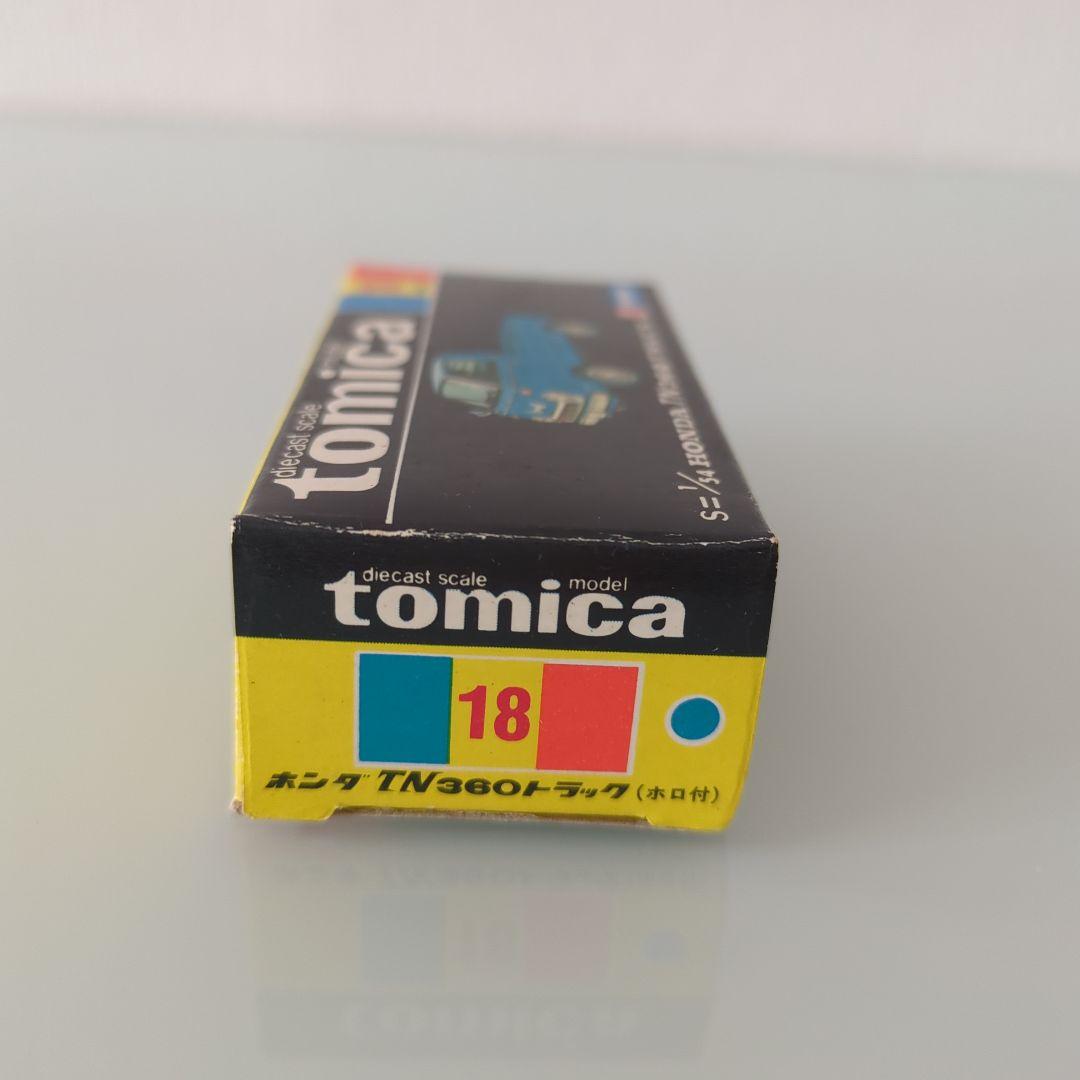 diecast scale
tomica
S=1/54 HONDA TN360
diecast scale model
tomica
18
ホンダTN360トラック(ホロ付)